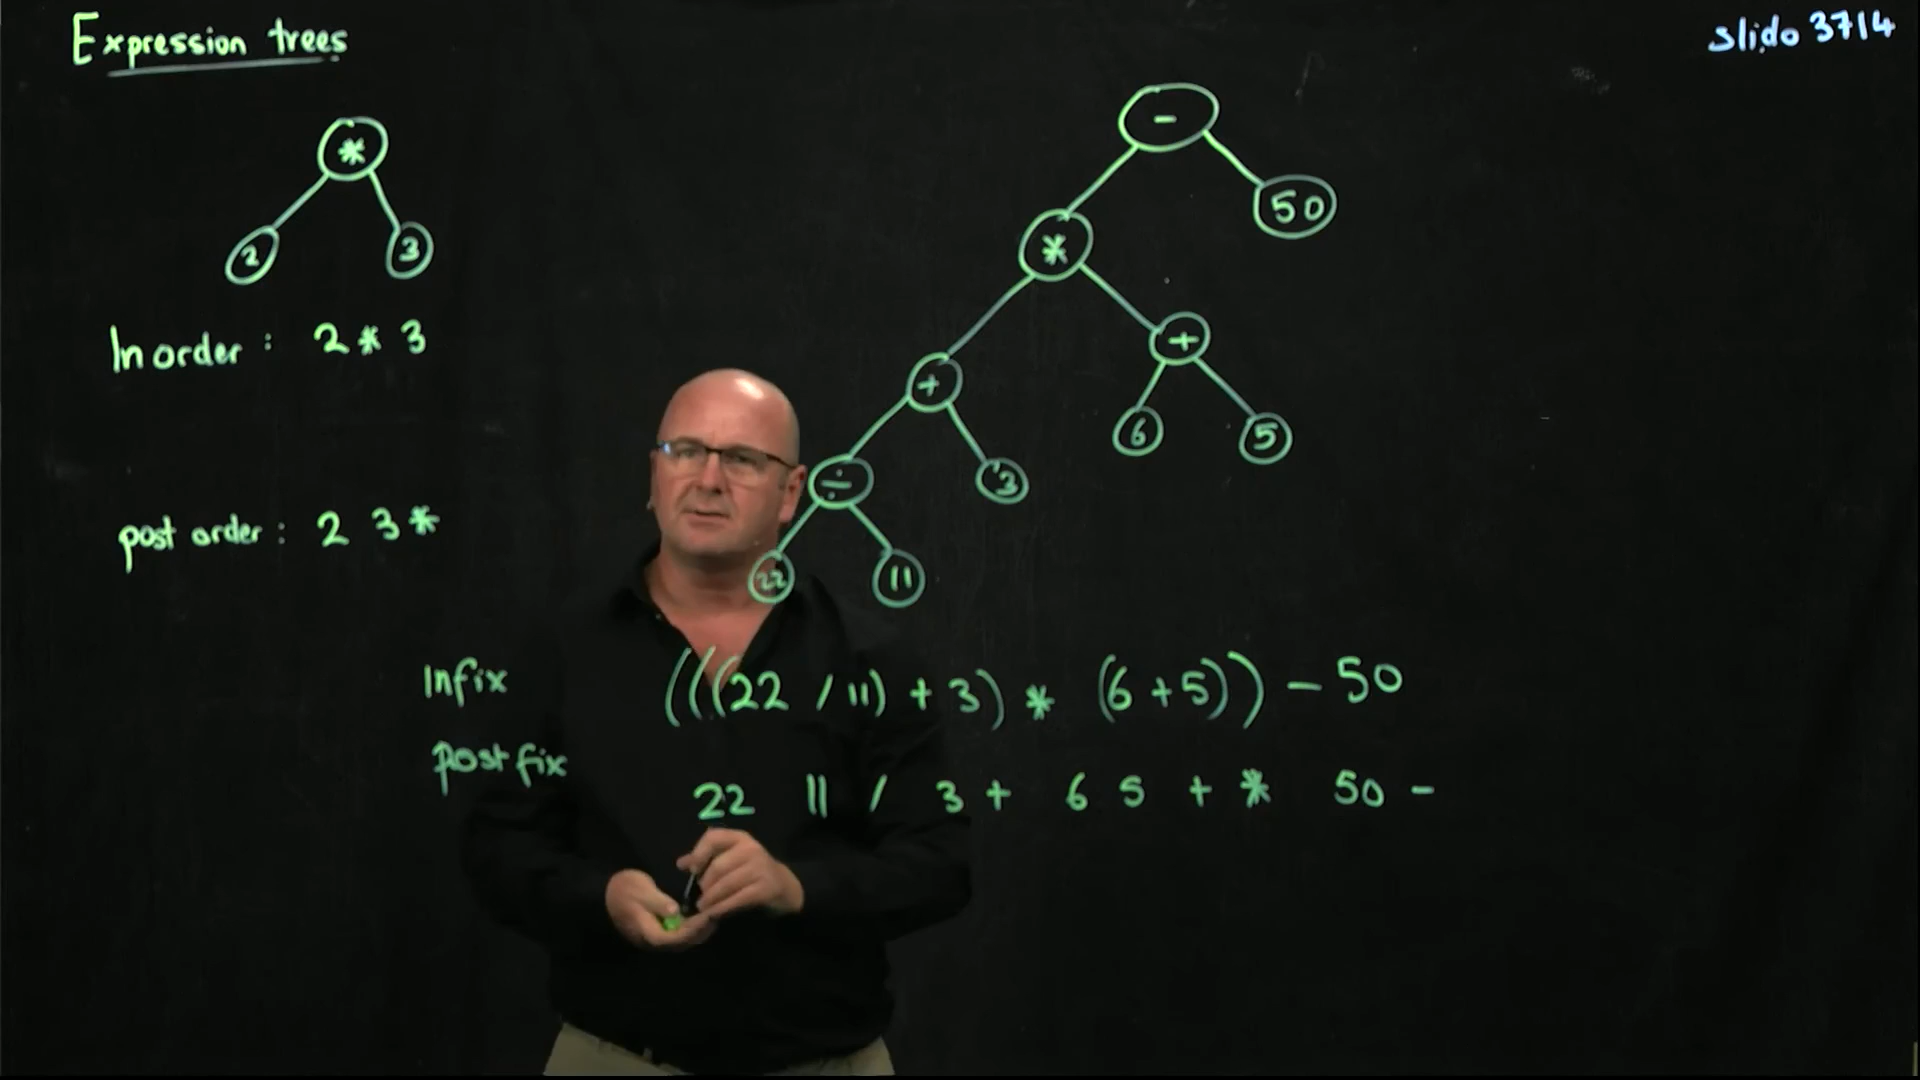 Expression trees
slido 3714
*
2 3
In order : 2 * 3
post order : 2 3 *
-
50
*
+
+
6 5
÷ 3
22 11
Infix (((22 / 11) + 3) * (6 + 5)) - 50
postfix 22 11 / 3 + 6 5 + * 50 -